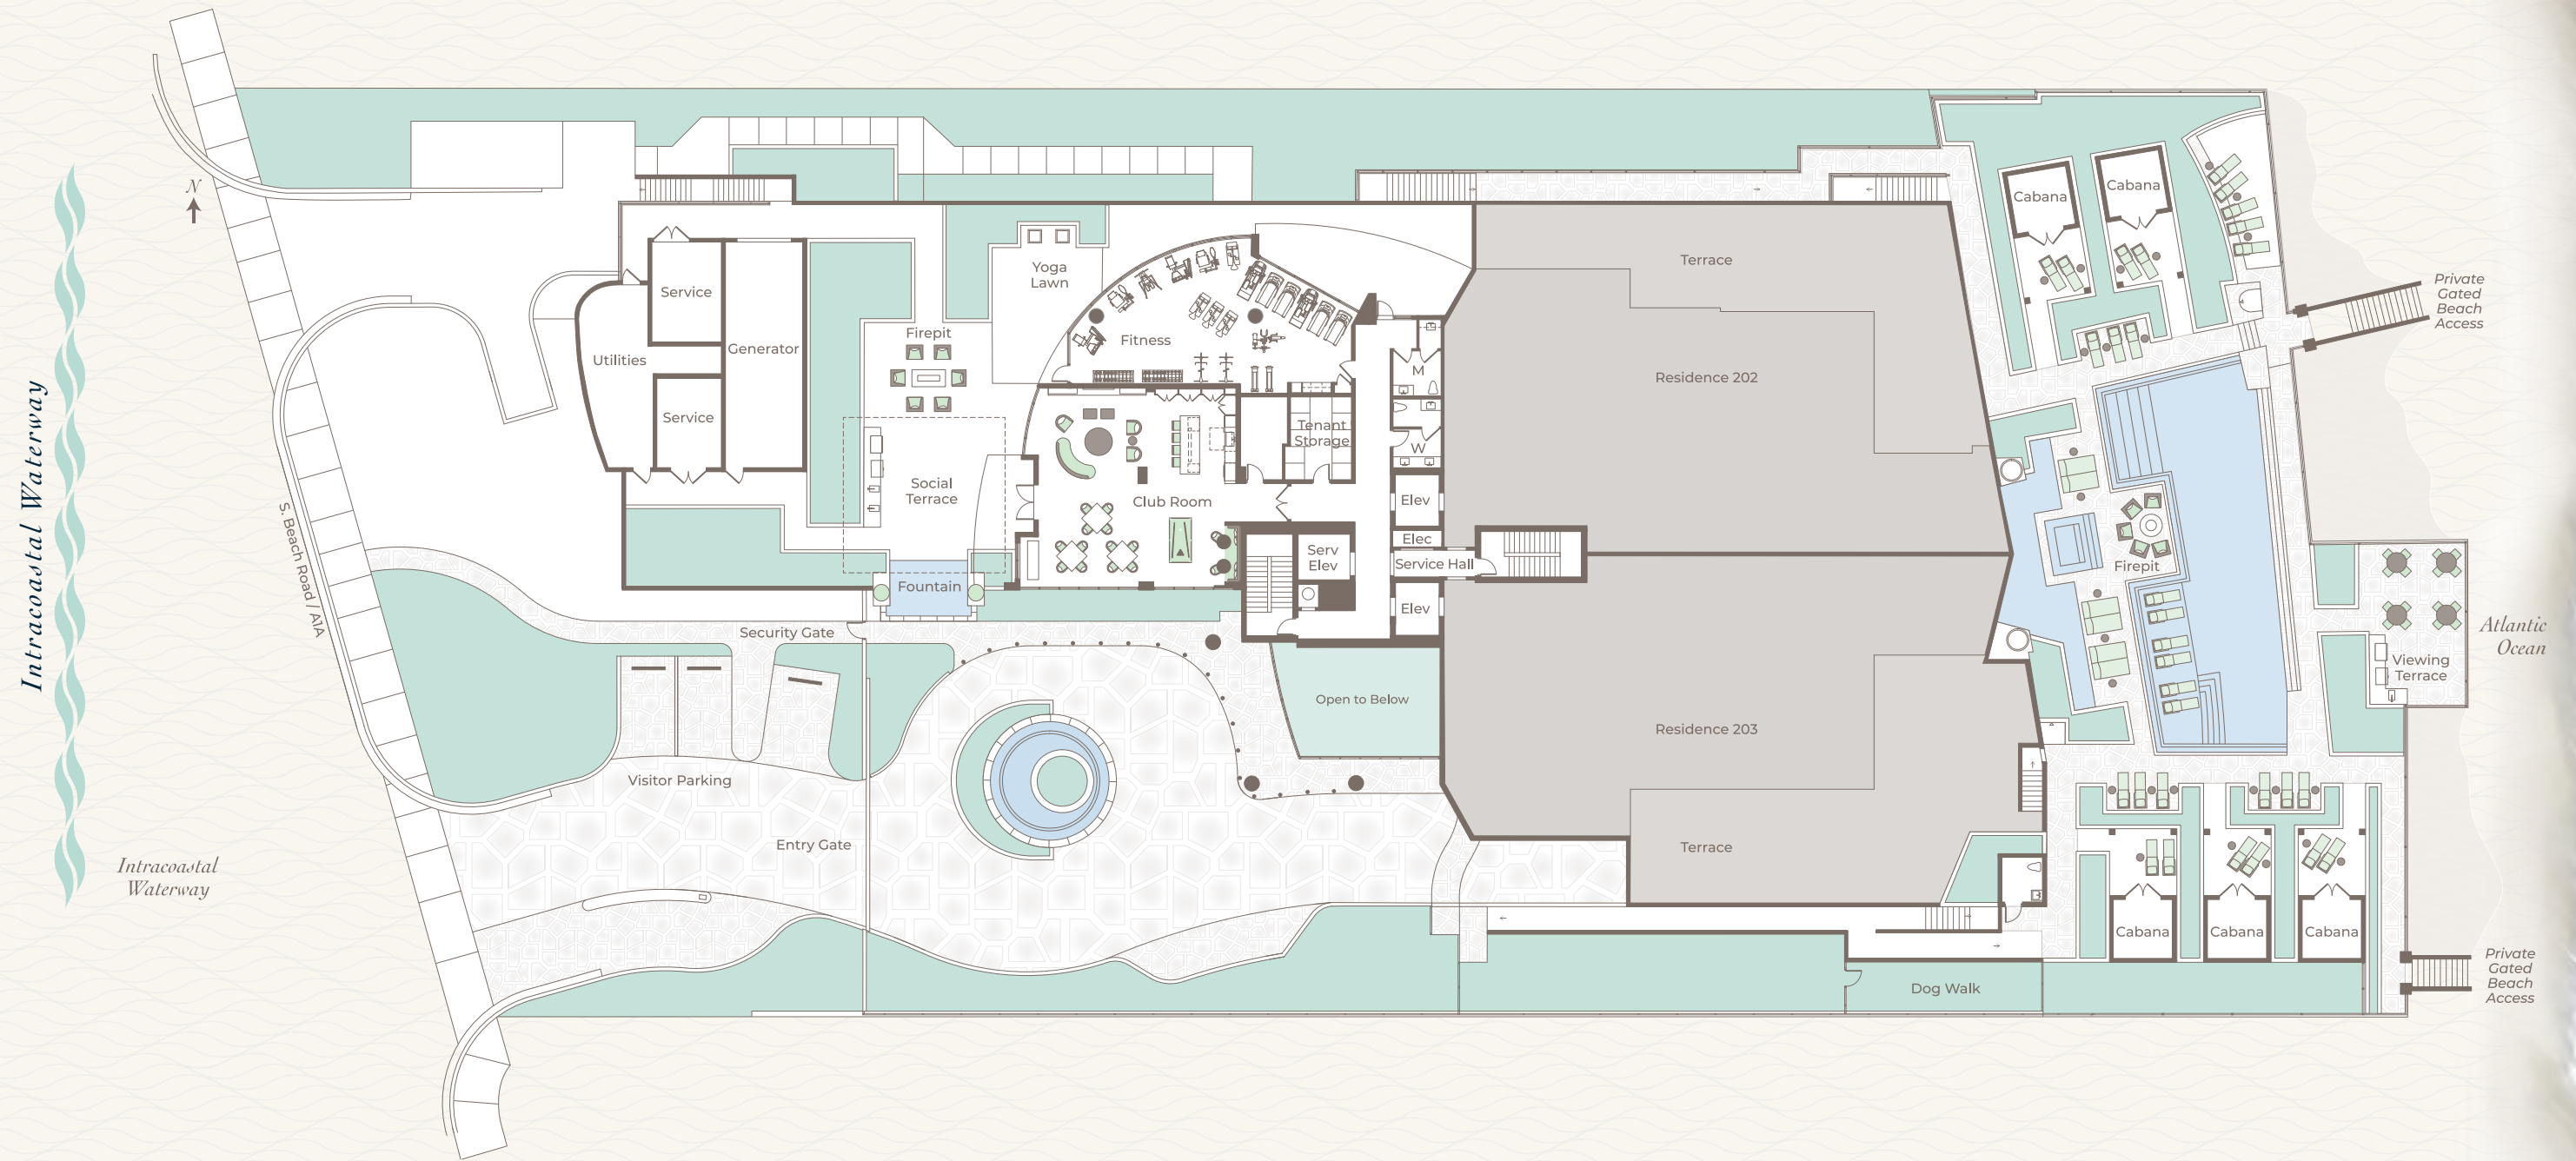 Intracoastal Waterway
N
S. Beach Road / A1A
Intracoastal
Waterway
Service
Utilities
Generator
Service
Firepit
Yoga
Lawn
Fitness
Social
Terrace
Club Room
Tenant
Storage
Fountain
M
W
Elev
Elec
Serv
Elev
Service Hall
Elev
Security Gate
Visitor Parking
Entry Gate
Open to Below
Terrace
Residence 202
Residence 203
Terrace
Cabana
Cabana
Private
Gated
Beach
Access
Firepit
Viewing
Terrace
Atlantic
Ocean
Cabana
Cabana
Cabana
Dog Walk
Private
Gated
Beach
Access